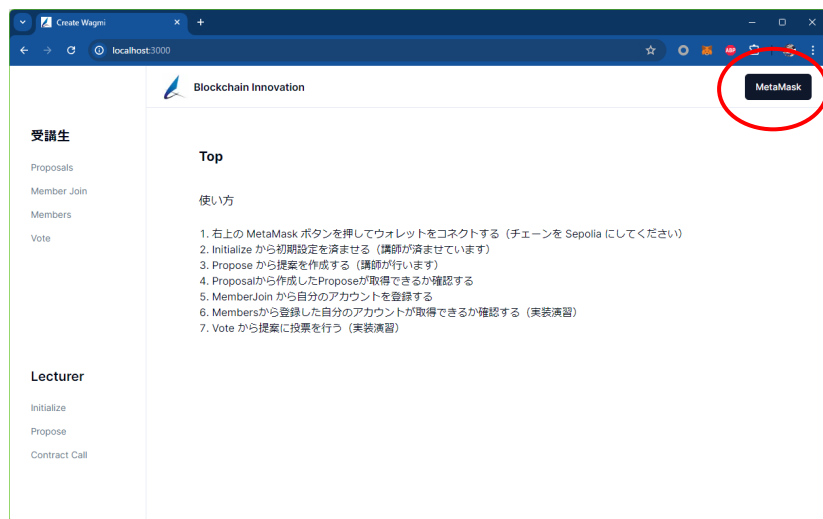 Create Wagmi
localhost:3000
ABP
Blockchain Innovation
MetaMask
受講生
Proposals
Member Join
Members
Vote
Top
使い方
1. 右上の MetaMask ボタンを押してウォレットをコネクトする（チェーンを Sepolia にしてください）
2. Initialize から初期設定を済ませる（講師が済ませています）
3. Propose から提案を作成する（講師が行います）
4. Proposalから作成したProposeが取得できるか確認する
5. MemberJoin から自分のアカウントを登録する
6. Membersから登録した自分のアカウントが取得できるか確認する（実装演習）
7. Vote から提案に投票を行う（実装演習）
Lecturer
Initialize
Propose
Contract Call